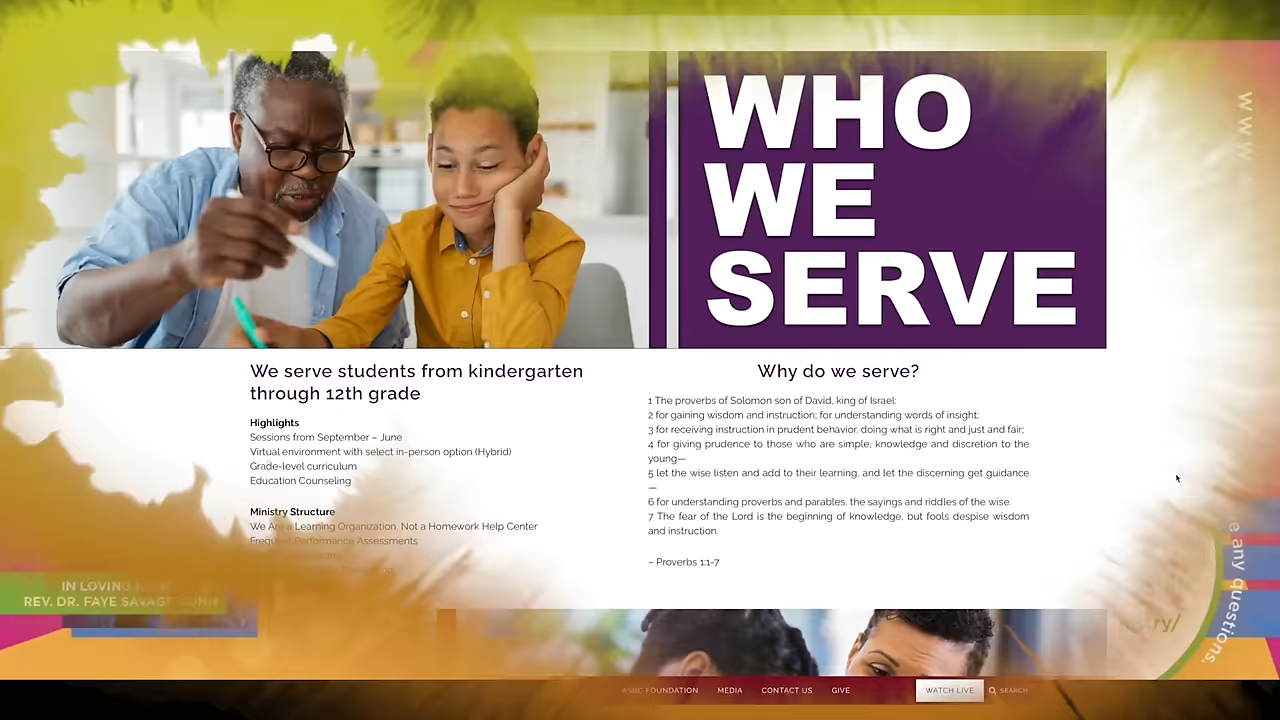 WHO
WE
SERVE
WWW
We serve students from kindergarten
through 12th grade
Highlights
Sessions from September – June
Virtual environment with select in-person option (Hybrid)
Grade-level curriculum
Education Counseling
Ministry Structure
We Are a Learning Organization, Not a Homework Help Center
Frequent Performance Assessments
Why do we serve?
1 The proverbs of Solomon son of David, king of Israel:
2 for gaining wisdom and instruction; for understanding words of insight;
3 for receiving instruction in prudent behavior, doing what is right and just and fair;
4 for giving prudence to those who are simple, knowledge and discretion to the
young—
5 let the wise listen and add to their learning, and let the discerning get guidance
—
6 for understanding proverbs and parables, the sayings and riddles of the wise.
7 The fear of the Lord is the beginning of knowledge, but fools despise wisdom
and instruction.
– Proverbs 1:1-7
IN LOVING
REV. DR. FAYE SAVAGE
e any questions.
stry/
ASBC FOUNDATION
MEDIA
CONTACT US
GIVE
WATCH LIVE
SEARCH